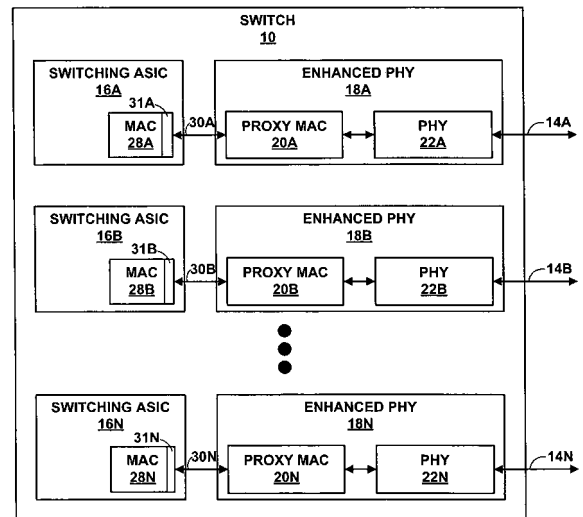 SWITCH
10
SWITCHING ASIC
16A
31A
MAC
28A
30A
ENHANCED PHY
18A
PROXY MAC
20A
PHY
22A
14A
SWITCHING ASIC
16B
31B
MAC
28B
30B
ENHANCED PHY
18B
PROXY MAC
20B
PHY
22B
14B
SWITCHING ASIC
16N
31N
MAC
28N
30N
ENHANCED PHY
18N
PROXY MAC
20N
PHY
22N
14N